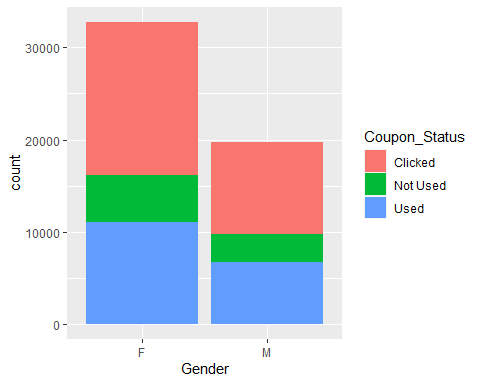 30000
20000
10000
0
count
F
M
Gender
Coupon_Status
Clicked
Not Used
Used